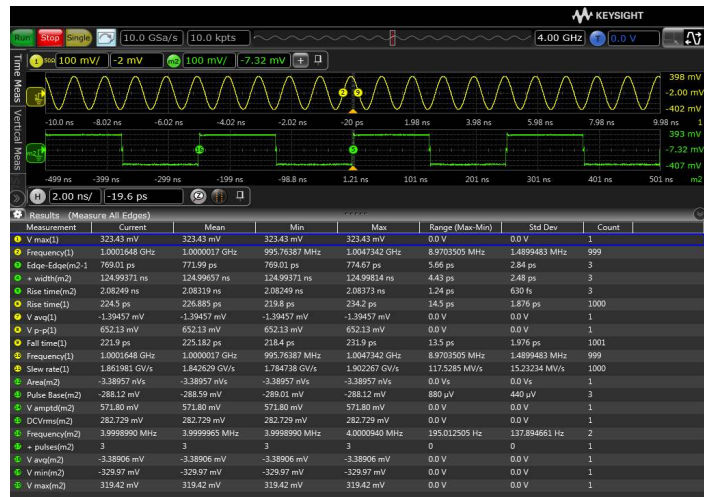 KEYSIGHT
Run Stop Single 10.0 GSa/s 10.0 kpts 4.00 GHz T 0.0 V
1 50Ω 100 mV/ -2 mV m2 100 mV/ -7.32 mV +
Time Meas
Vertical Meas
398 mV
-2.00 mV
-402 mV
2 9
-10.0 ns -8.02 ns -6.02 ns -4.02 ns -2.02 ns -20 ps 1.98 ns 3.98 ns 5.98 ns 7.98 ns 9.98 ns 1
393 mV
-7.32 mV
-407 mV
m2
16 5
-499 ns -399 ns -299 ns -199 ns -98.8 ns 1.21 ns 101 ns 201 ns 301 ns 401 ns 501 ns m2
H 2.00 ns/ -19.6 ps
Results (Measure All Edges)
Measurement Current Mean Min Max Range (Max-Min) Std Dev Count
V max(1) 323.43 mV 323.43 mV 323.43 mV 323.43 mV 0.0 V 0.0 V 1
Frequency(1) 1.0001648 GHz 1.0000017 GHz 995.76387 MHz 1.0047342 GHz 8.9703505 MHz 1.4899483 MHz 999
Edge-Edge(m2-1 769.01 ps 771.99 ps 769.01 ps 774.67 ps 5.66 ps 2.84 ps 3
+ width(m2) 124.99371 ns 124.99657 ns 124.99371 ns 124.99814 ns 4.43 ps 2.48 ps 3
Rise time(m2) 2.08249 ns 2.08319 ns 2.08249 ns 2.08373 ns 1.24 ps 630 fs 3
Rise time(1) 224.5 ps 226.885 ps 219.8 ps 234.2 ps 14.5 ps 1.876 ps 1000
V avg(1) -1.39457 mV -1.39457 mV -1.39457 mV -1.39457 mV 0.0 V 0.0 V 1
V p-p(1) 652.13 mV 652.13 mV 652.13 mV 652.13 mV 0.0 V 0.0 V 1
Fall time(1) 221.9 ps 225.182 ps 218.4 ps 231.9 ps 13.5 ps 1.976 ps 1001
Frequency(1) 1.0001648 GHz 1.0000017 GHz 995.76387 MHz 1.0047342 GHz 8.9703505 MHz 1.4899483 MHz 999
Slew rate(1) 1.861981 GV/s 1.842629 GV/s 1.784738 GV/s 1.902267 GV/s 117.5285 MV/s 15.23234 MV/s 1000
Area(m2) -3.38957 nVs -3.38957 nVs -3.38957 nVs -3.38957 nVs 0.0 Vs 0.0 Vs 1
Pulse Base(m2) -288.12 mV -288.59 mV -289.01 mV -288.12 mV 880 µV 440 µV 3
V amptd(m2) 571.80 mV 571.80 mV 571.80 mV 571.80 mV 0.0 V 0.0 V 1
DCVrms(m2) 282.729 mV 282.729 mV 282.729 mV 282.729 mV 0.0 V 0.0 V 1
Frequency(m2) 3.9998990 MHz 3.9999965 MHz 3.9998990 MHz 4.0000940 MHz 195.012505 Hz 137.894661 Hz 2
+ pulses(m2) 3 3 3 3 0 0 1
V avg(m2) -3.38906 mV -3.38906 mV -3.38906 mV -3.38906 mV 0.0 V 0.0 V 1
V min(m2) -329.97 mV -329.97 mV -329.97 mV -329.97 mV 0.0 V 0.0 V 1
V max(m2) 319.42 mV 319.42 mV 319.42 mV 319.42 mV 0.0 V 0.0 V 1